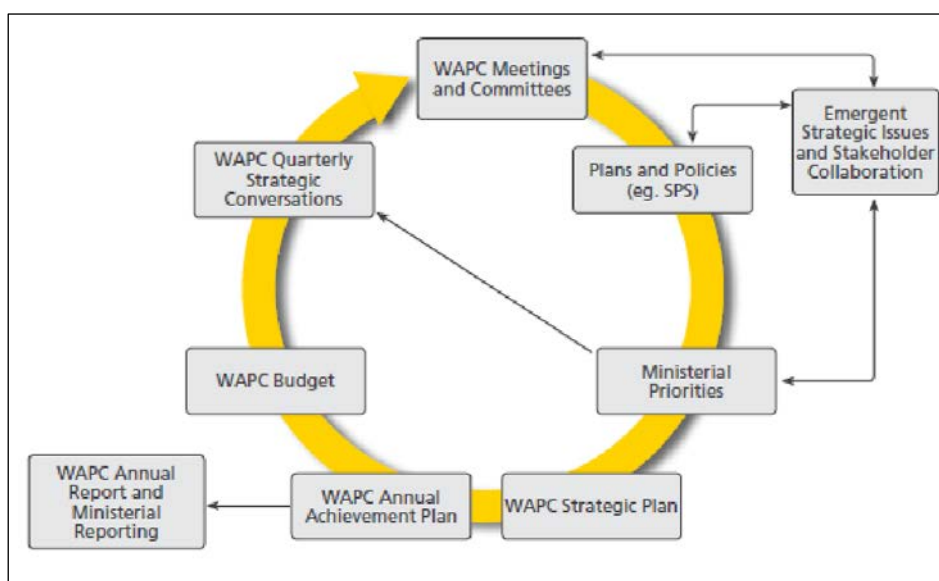 WAPC Meetings
and Committees
Emergent
Strategic Issues
and Stakeholder
Collaboration
WAPC Quarterly
Strategic
Conversations
Plans and Policies
(eg. SPS)
WAPC Budget
Ministerial
Priorities
WAPC Annual
Report and
Ministerial
Reporting
WAPC Annual
Achievement Plan
WAPC Strategic Plan